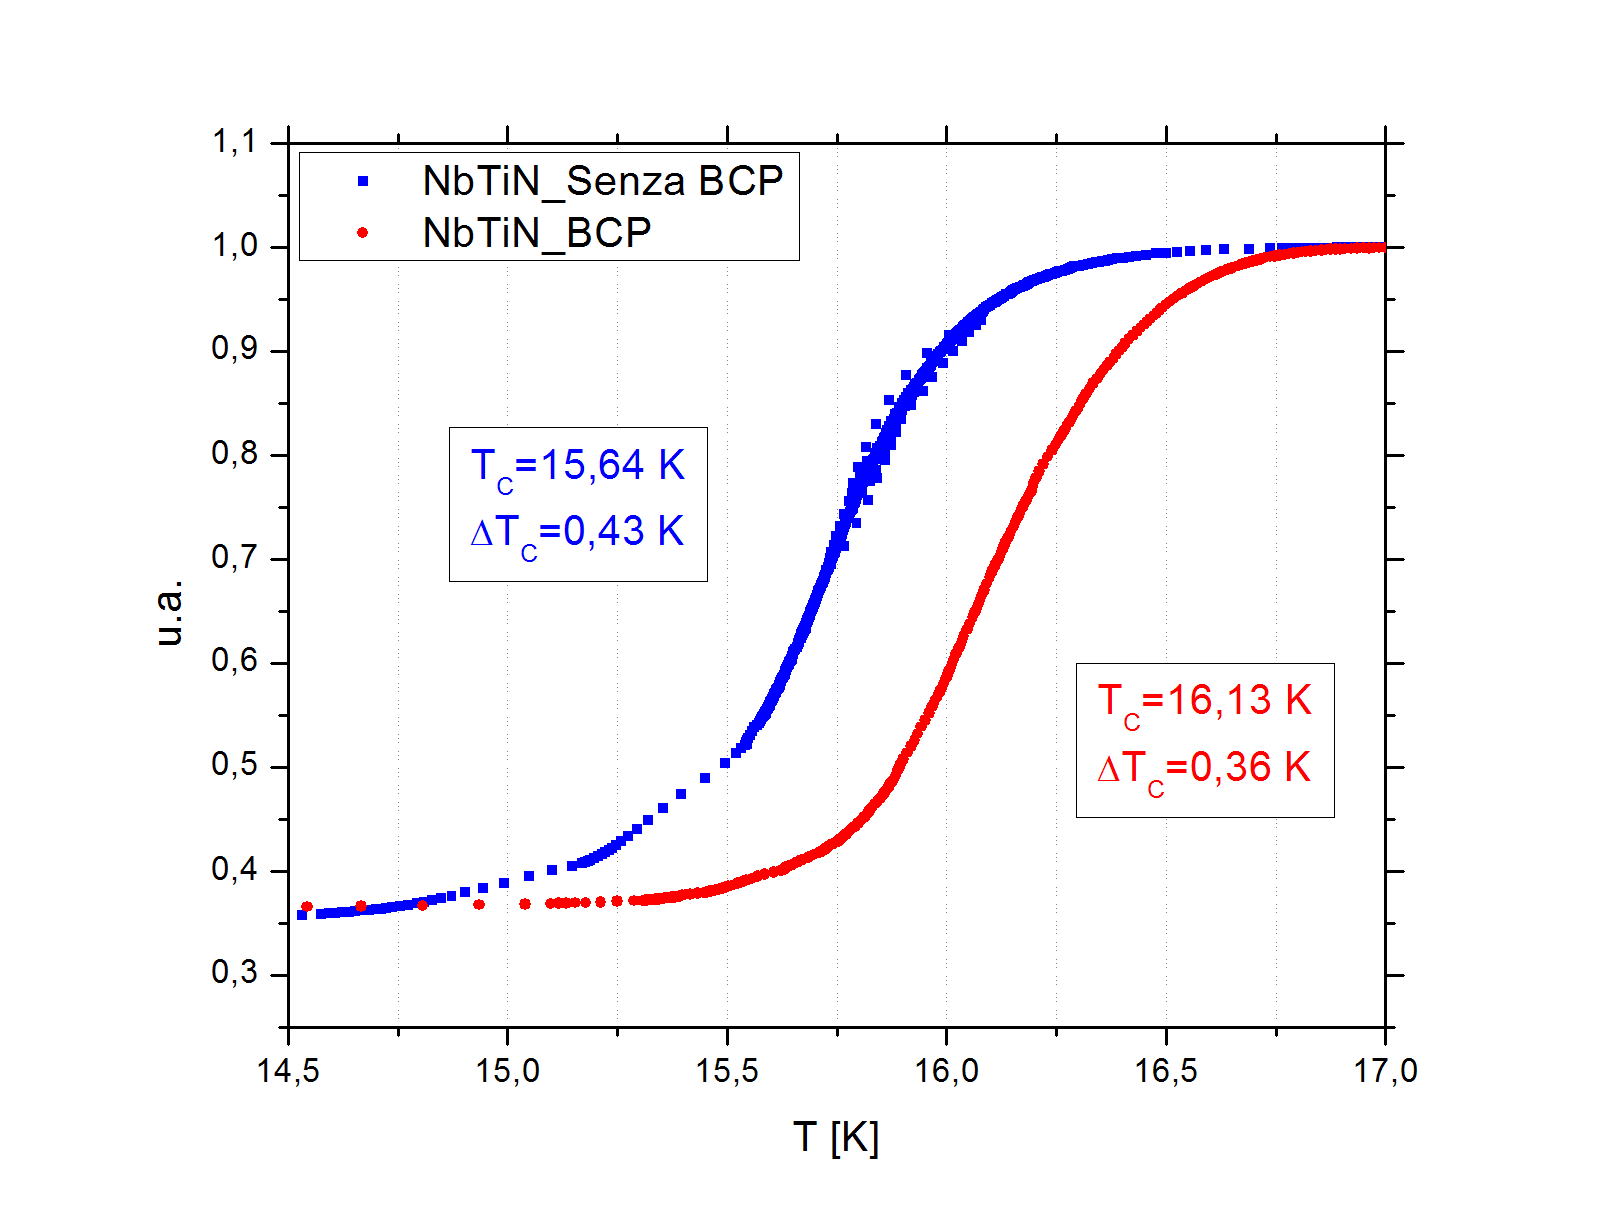 NbTiN_Senza BCP
NbTiN_BCP
1,1
1,0
0,9
0,8
0,7
0,6
0,5
0,4
0,3
u.a.
TC=15,64 K
ΔTC=0,43 K
TC=16,13 K
ΔTC=0,36 K
14,5 15,0 15,5 16,0 16,5 17,0
T [K]